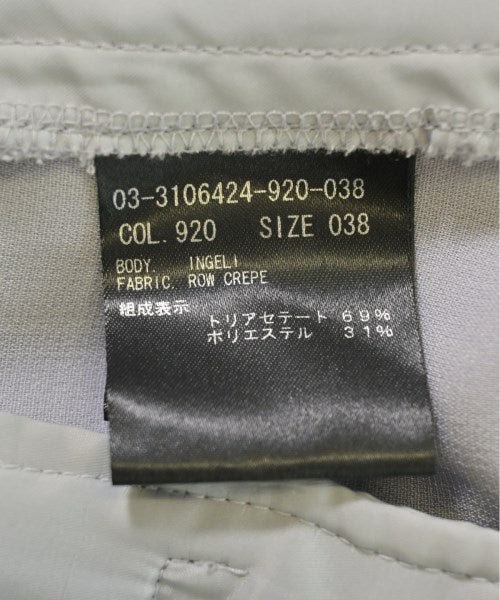 03-3106424-920-038
COL. 920 SIZE 038
BODY. INGELI
FABRIC. ROW CREPE
組成表示
トリアセテート 69%
ポリエステル 31%